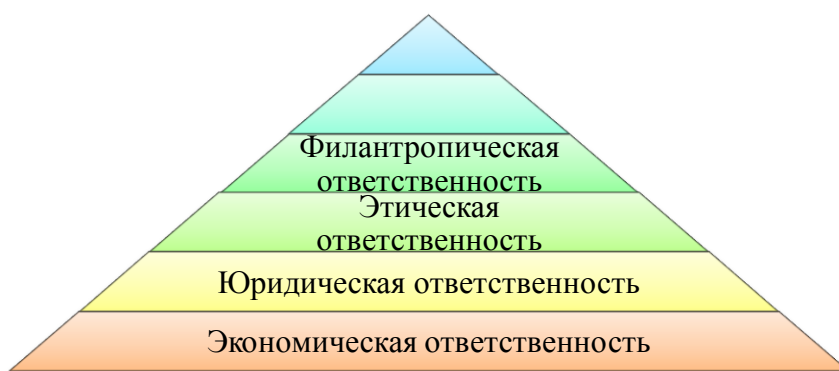 Филантропическая
ответственность
Этическая
ответственность
Юридическая ответственность
Экономическая ответственность